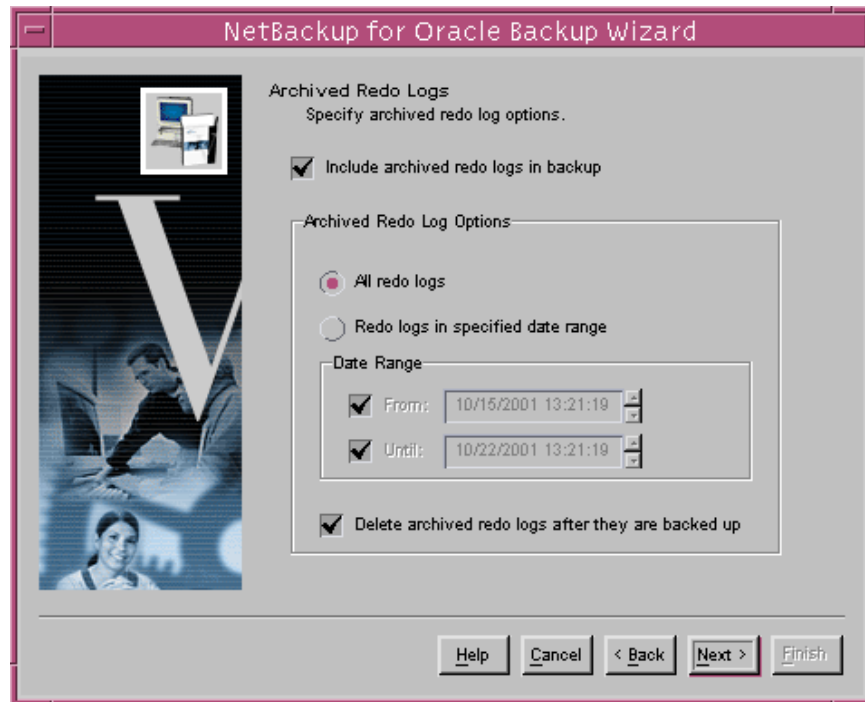 NetBackup for Oracle Backup Wizard
Archived Redo Logs
Specify archived redo log options.
Include archived redo logs in backup
Archived Redo Log Options
All redo logs
Redo logs in specified date range
Date Range
From: 10/15/2001 13:21:19
Until: 10/22/2001 13:21:19
Delete archived redo logs after they are backed up
Help Cancel < Back Next > Finish